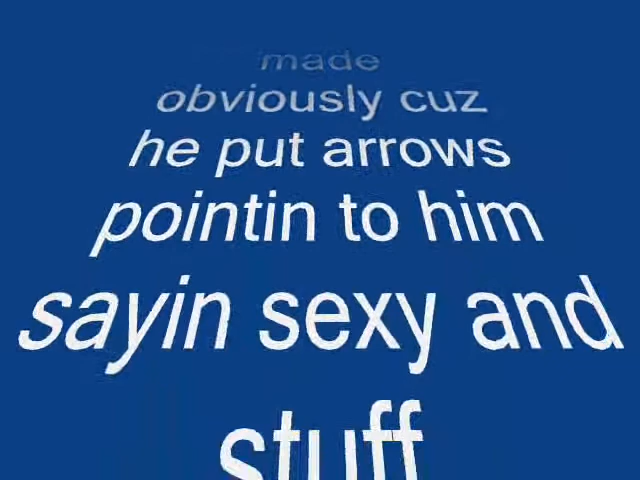 made
obviously cuz
he put arrows
pointin to him
sayin sexy and
stuff